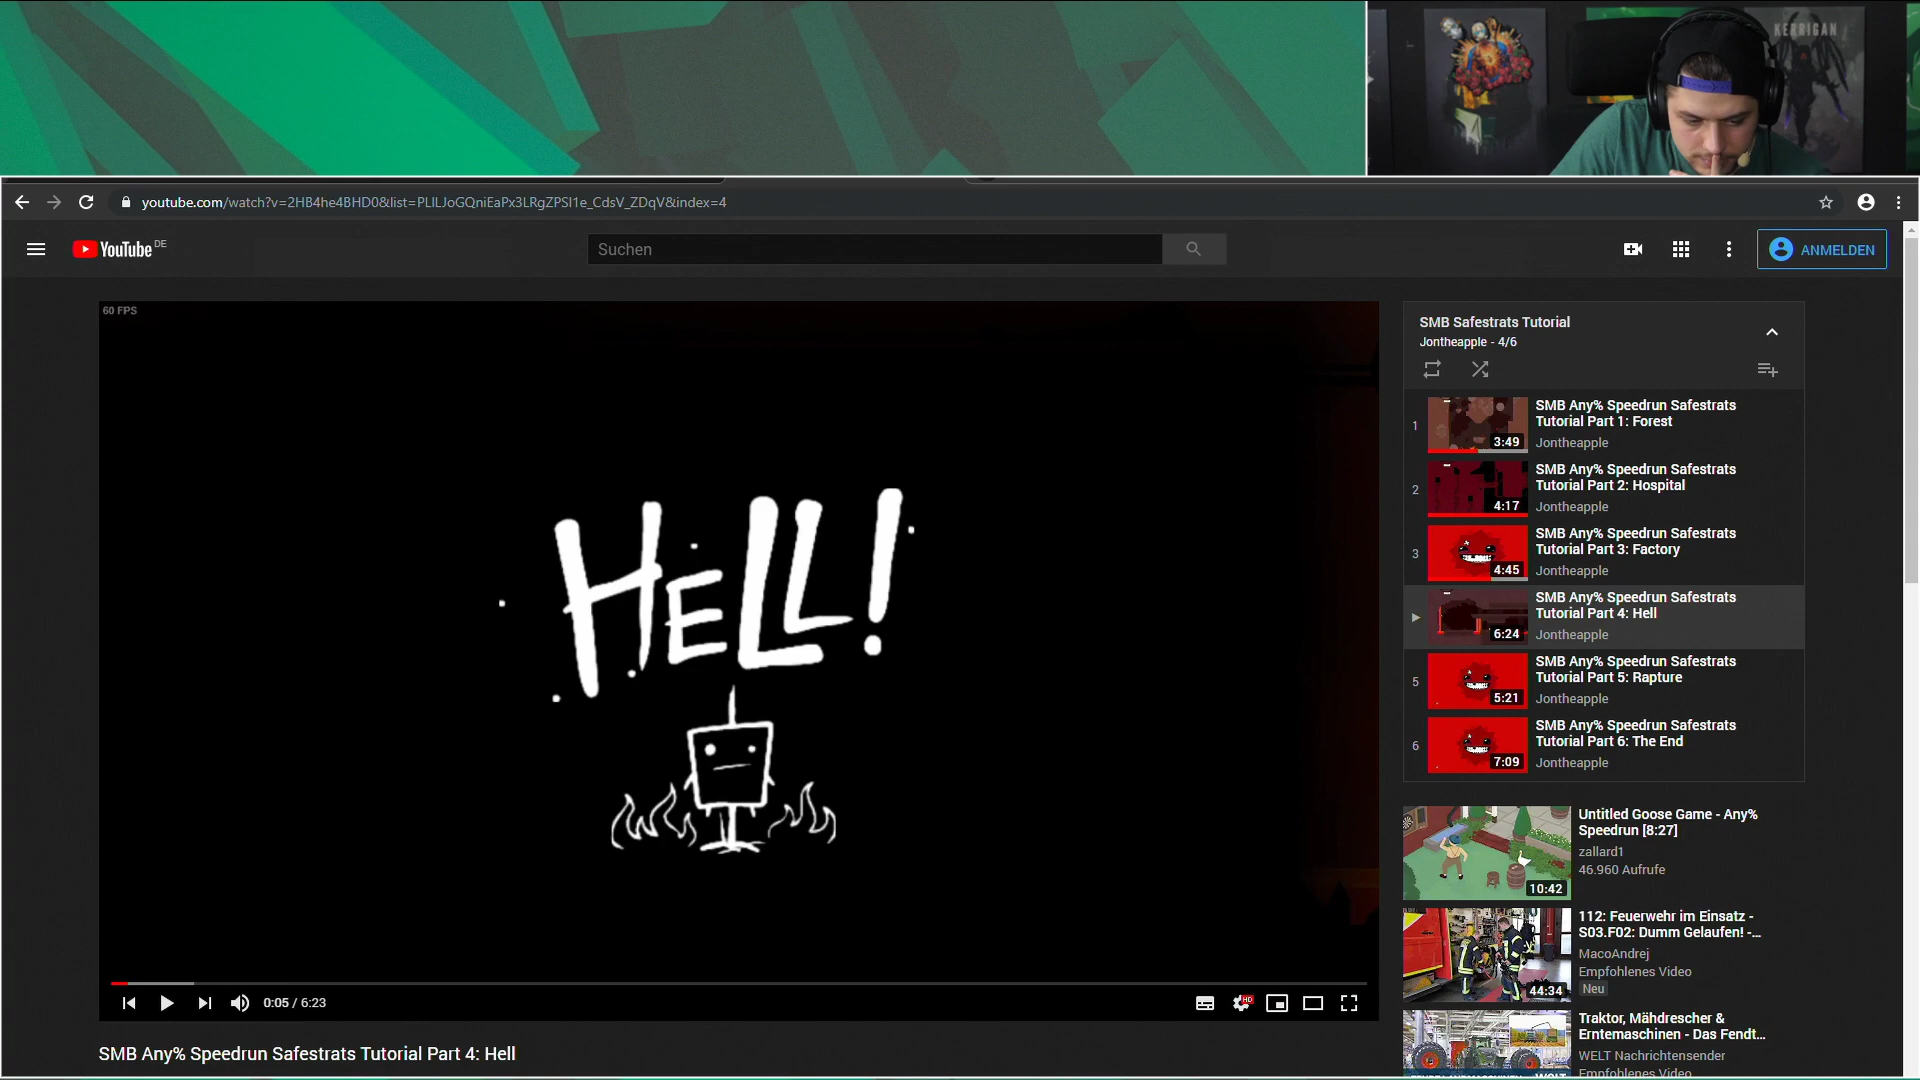 KERRIGAN
youtube.com/watch?v=2HB4he4BHD0&list=PLlLJoGQniEaPx3LRgZPSI1e_CdsV_ZDqV&index=4
YouTube DE
Suchen
ANMELDEN
60 FPS
HELL!
0:05 / 6:23
HD
SMB Any% Speedrun Safestrats Tutorial Part 4: Hell
SMB Safestrats Tutorial
Jontheapple - 4/6
1
3:49
SMB Any% Speedrun Safestrats
Tutorial Part 1: Forest
Jontheapple
2
4:17
SMB Any% Speedrun Safestrats
Tutorial Part 2: Hospital
Jontheapple
3
4:45
SMB Any% Speedrun Safestrats
Tutorial Part 3: Factory
Jontheapple
6:24
SMB Any% Speedrun Safestrats
Tutorial Part 4: Hell
Jontheapple
5
5:21
SMB Any% Speedrun Safestrats
Tutorial Part 5: Rapture
Jontheapple
6
7:09
SMB Any% Speedrun Safestrats
Tutorial Part 6: The End
Jontheapple
10:42
Untitled Goose Game - Any%
Speedrun [8:27]
zallard1
46.960 Aufrufe
44:34
112: Feuerwehr im Einsatz -
S03.F02: Dumm Gelaufen! -...
MacoAndrej
Empfohlenes Video
Neu
Traktor, Mähdrescher &
Erntemaschinen - Das Fendt...
WELT Nachrichtensender
Empfohlenes Video